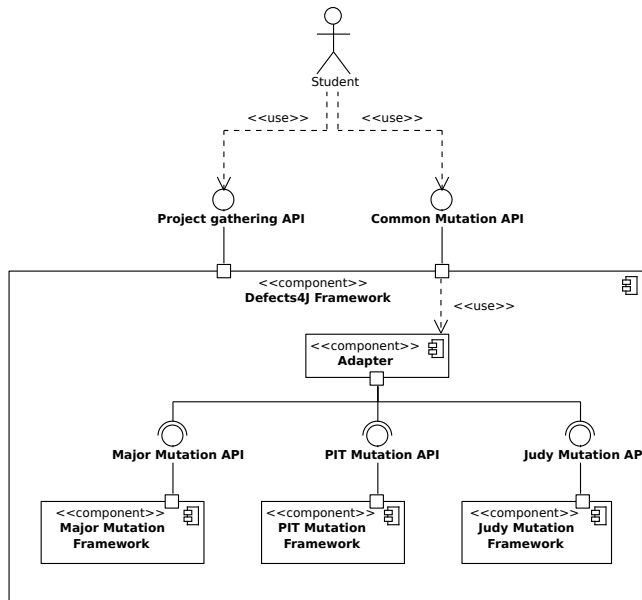 Student
<<use>> <<use>>
Project gathering API Common Mutation API
<<component>>
Defects4J Framework
<<use>>
<<component>>
Adapter
Major Mutation API PIT Mutation API Judy Mutation AP
<<component>> <<component>> <<component>>
Major Mutation PIT Mutation Judy Mutation
Framework Framework Framework